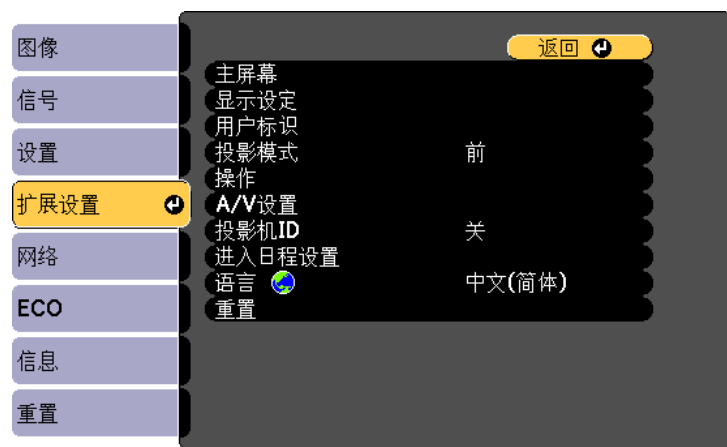 图像
信号
设置
扩展设置
网络
ECO
信息
重置
返回
主屏幕
显示设定
用户标识
投影模式 前
操作
A/V设置
投影机ID 关
进入日程设置
语言 中文(简体)
重置